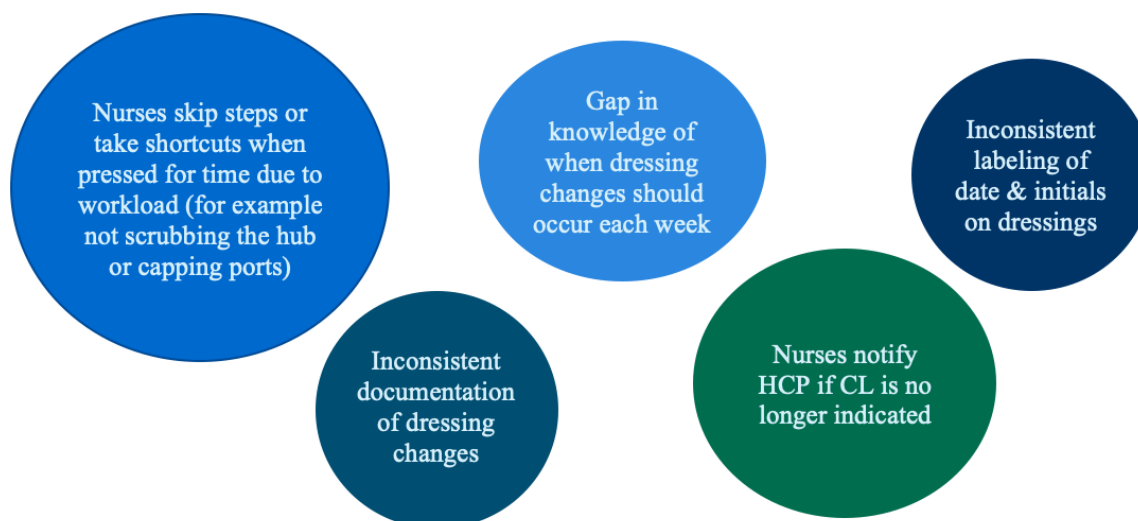 Nurses skip steps or
take shortcuts when
pressed for time due to
workload (for example
not scrubbing the hub
or capping ports)
Gap in
knowledge of
when dressing
changes should
occur each week
Inconsistent
labeling of
date & initials
on dressings
Inconsistent
documentation
of dressing
changes
Nurses notify
HCP if CL is no
longer indicated